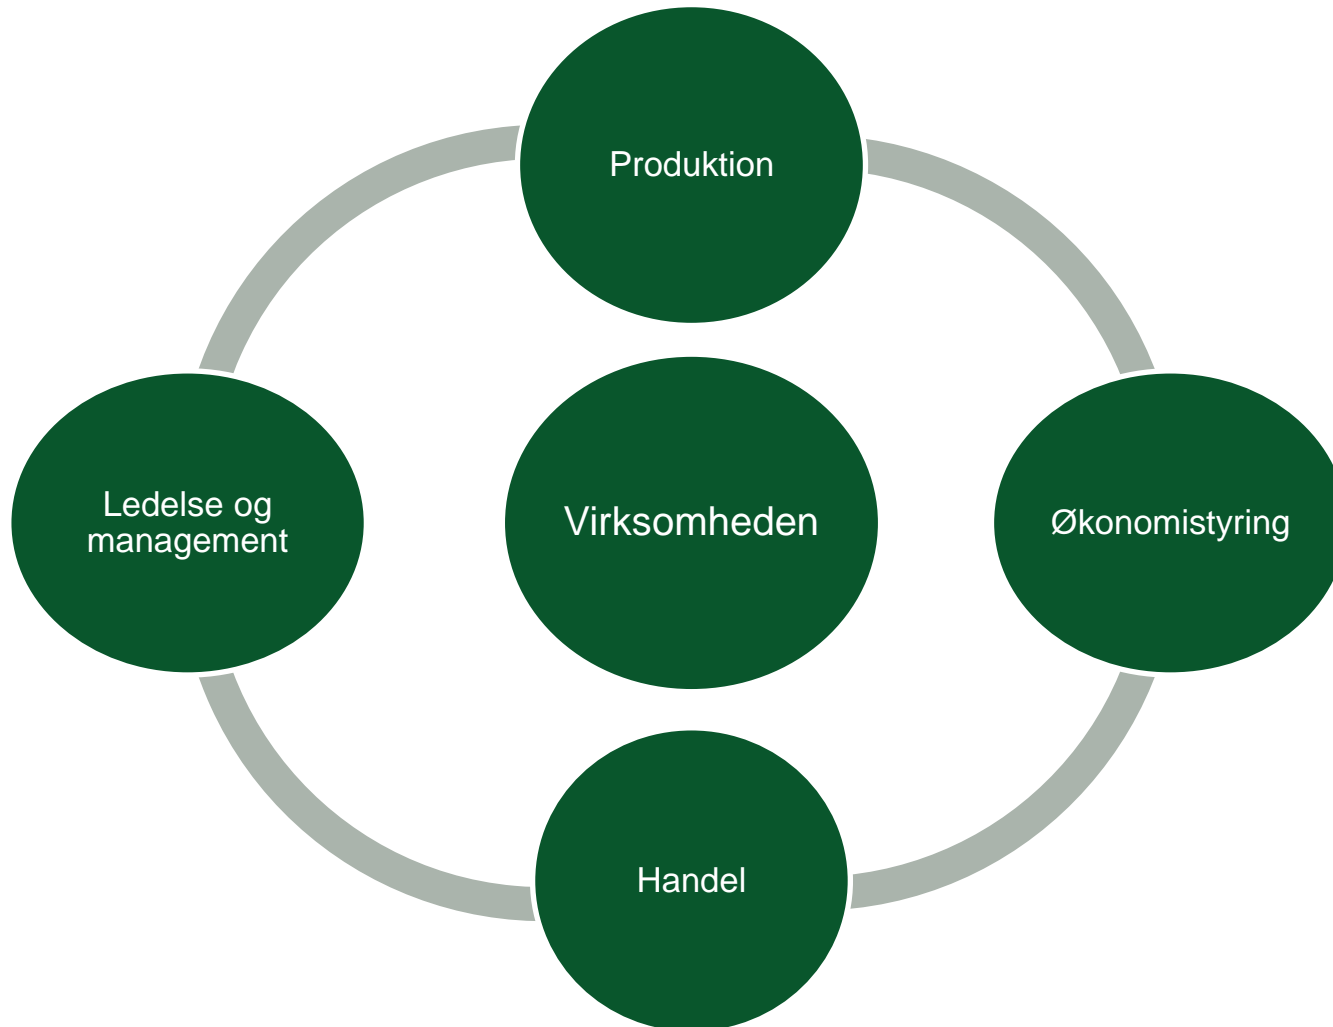 Produktion
Ledelse og
management
Virksomheden
Økonomistyring
Handel